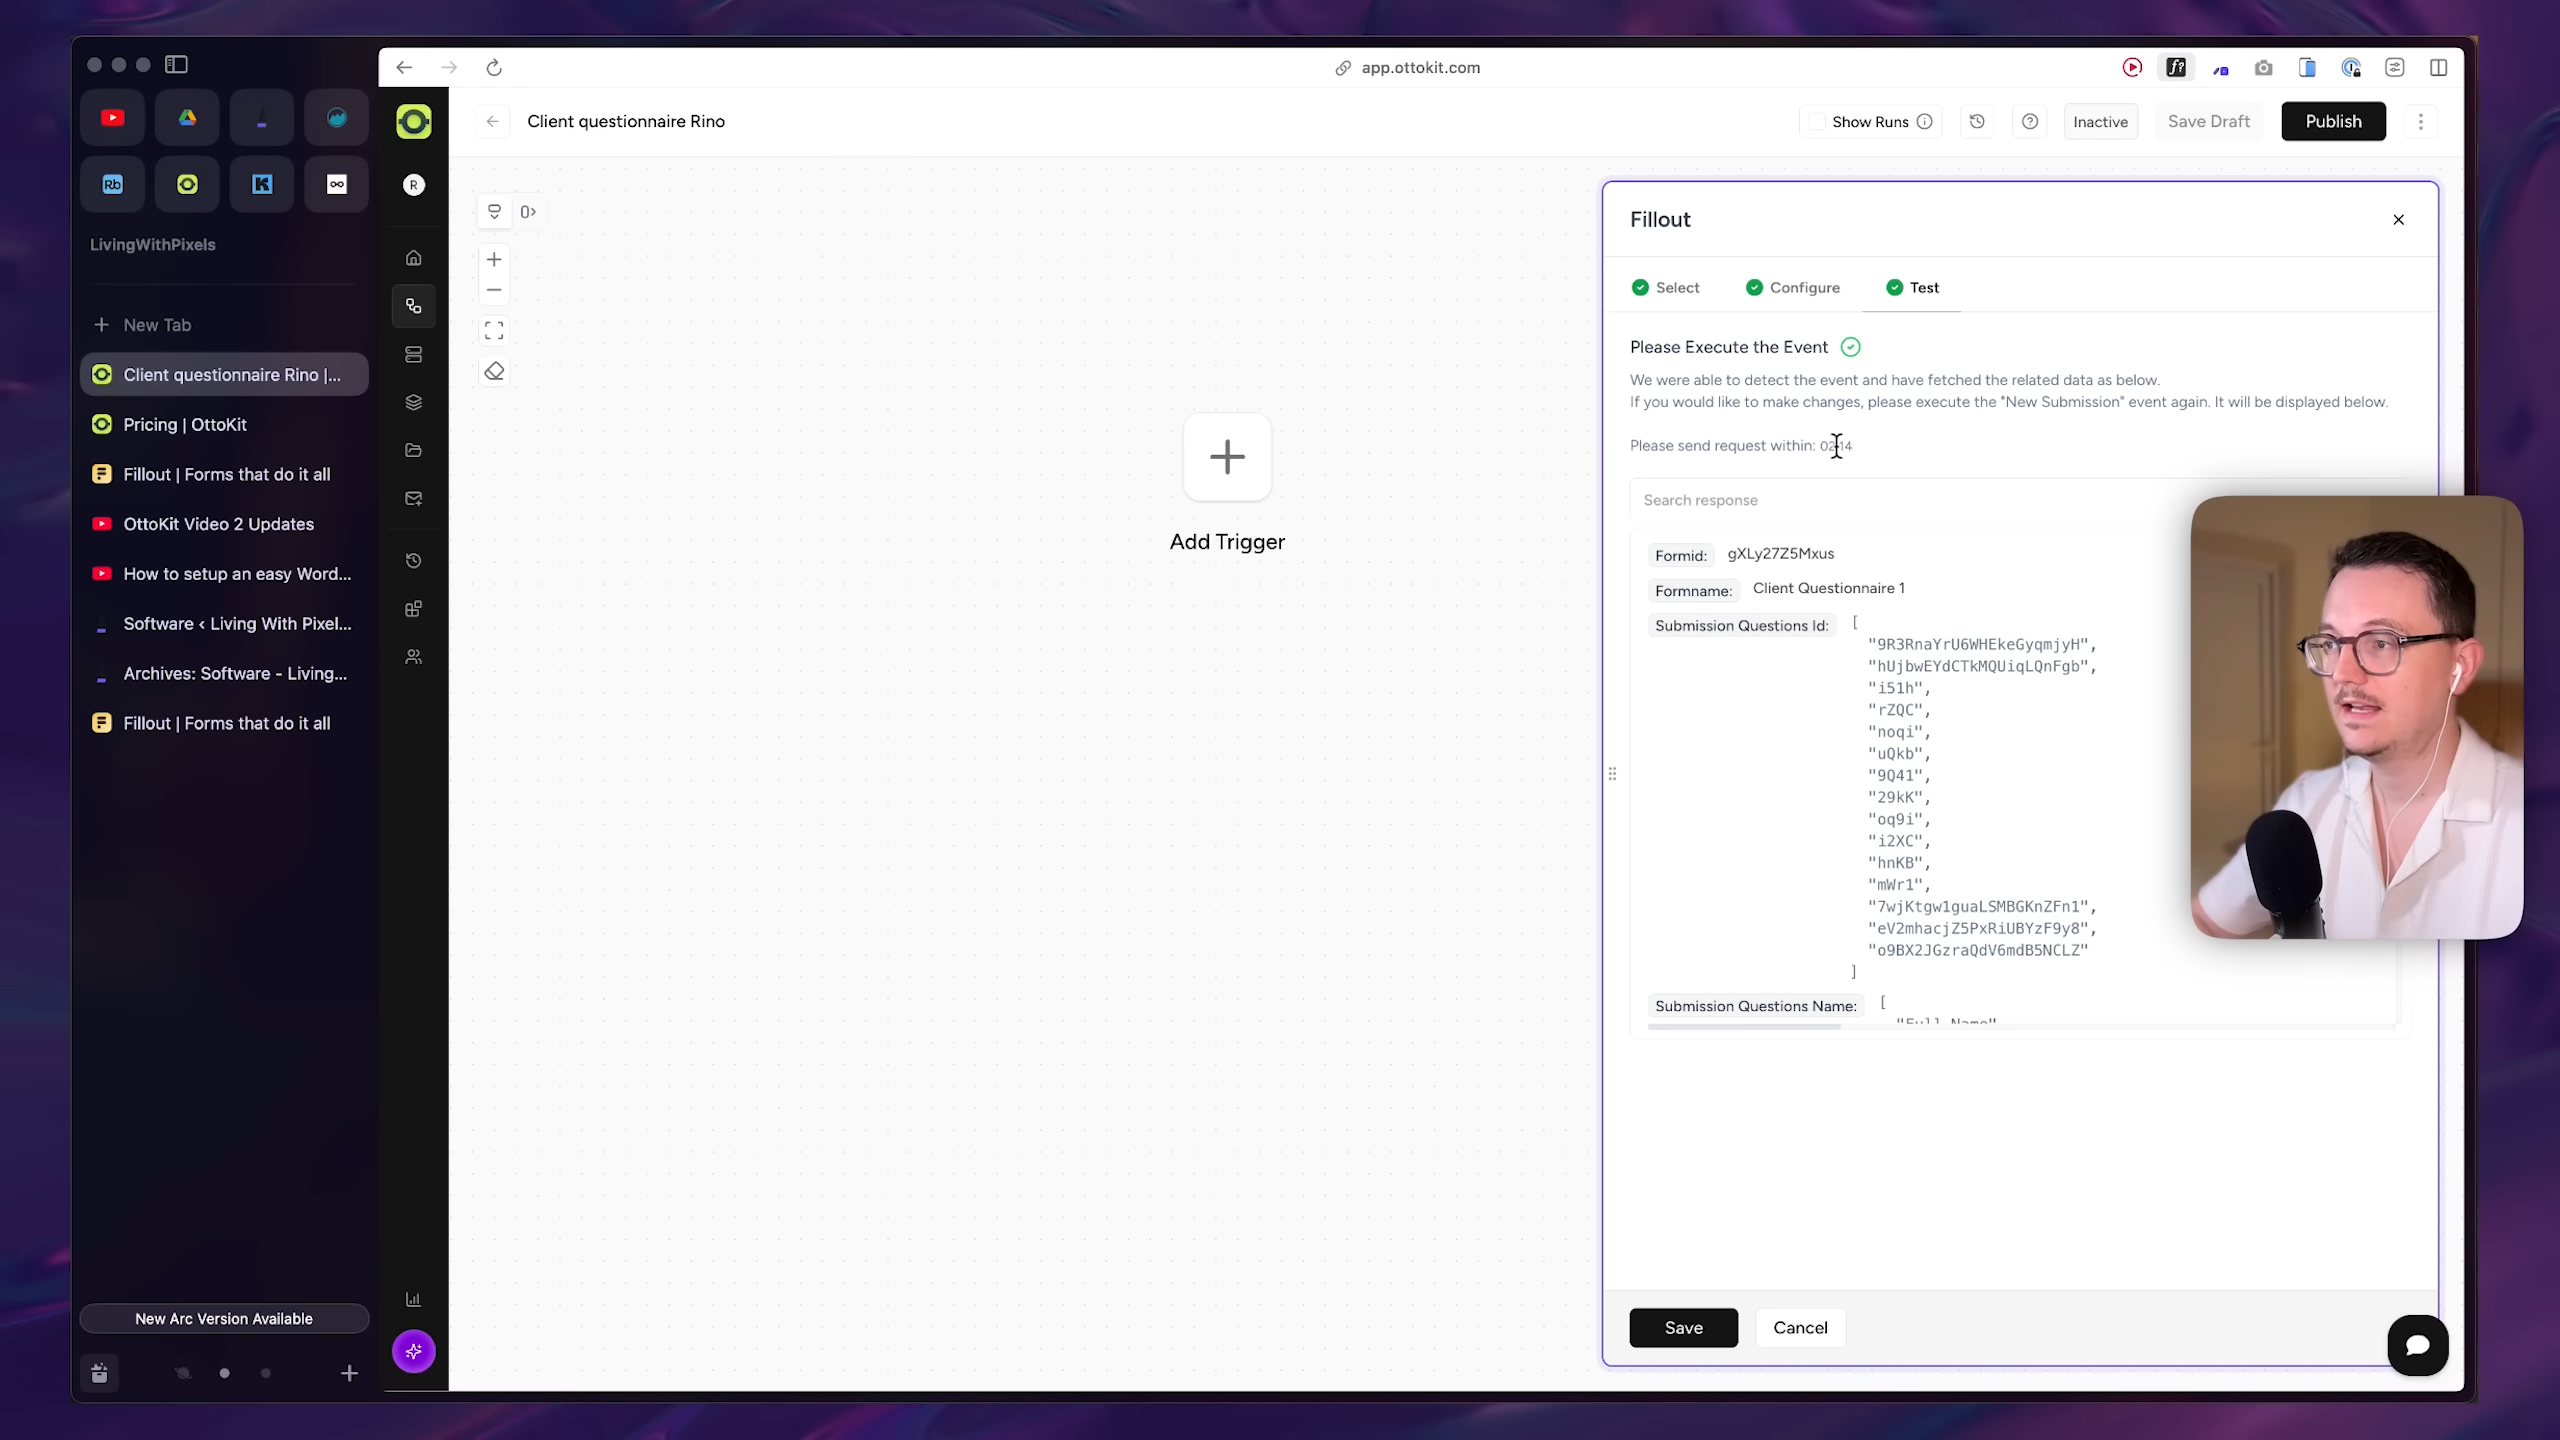 app.ottokit.com
Rb
LivingWithPixels
New Tab
Client questionnaire Rino |...
Pricing | OttoKit
Fillout | Forms that do it all
OttoKit Video 2 Updates
How to setup an easy Word...
Software ‹ Living With Pixel...
Archives: Software - Living...
Fillout | Forms that do it all
New Arc Version Available
R
Client questionnaire Rino
Show Runs
Inactive
Save Draft
Publish
Add Trigger
Fillout
Select
Configure
Test
Please Execute the Event
We were able to detect the event and have fetched the related data as below.
If you would like to make changes, please execute the "New Submission" event again. It will be displayed below.
Please send request within: 02:14
Search response
Formid: gXLy27Z5Mxus
Formname: Client Questionnaire 1
Submission Questions Id: [
"9R3RnaYrU6WHEkeGyqmjyH",
"hUjbwEYdCTkMQUiqLQnFgb",
"i51h",
"rZQC",
"noqi",
"uQkb",
"9Q41",
"29kK",
"oq9i",
"i2XC",
"hnKB",
"mWr1",
"7wjKtgw1guaLSMBGKnZFn1",
"eV2mhacjZ5PxRiUBYzF9y8",
"o9BX2JGzraQdV6mdB5NCLZ"
]
Submission Questions Name: [
"Full Name"
Save
Cancel